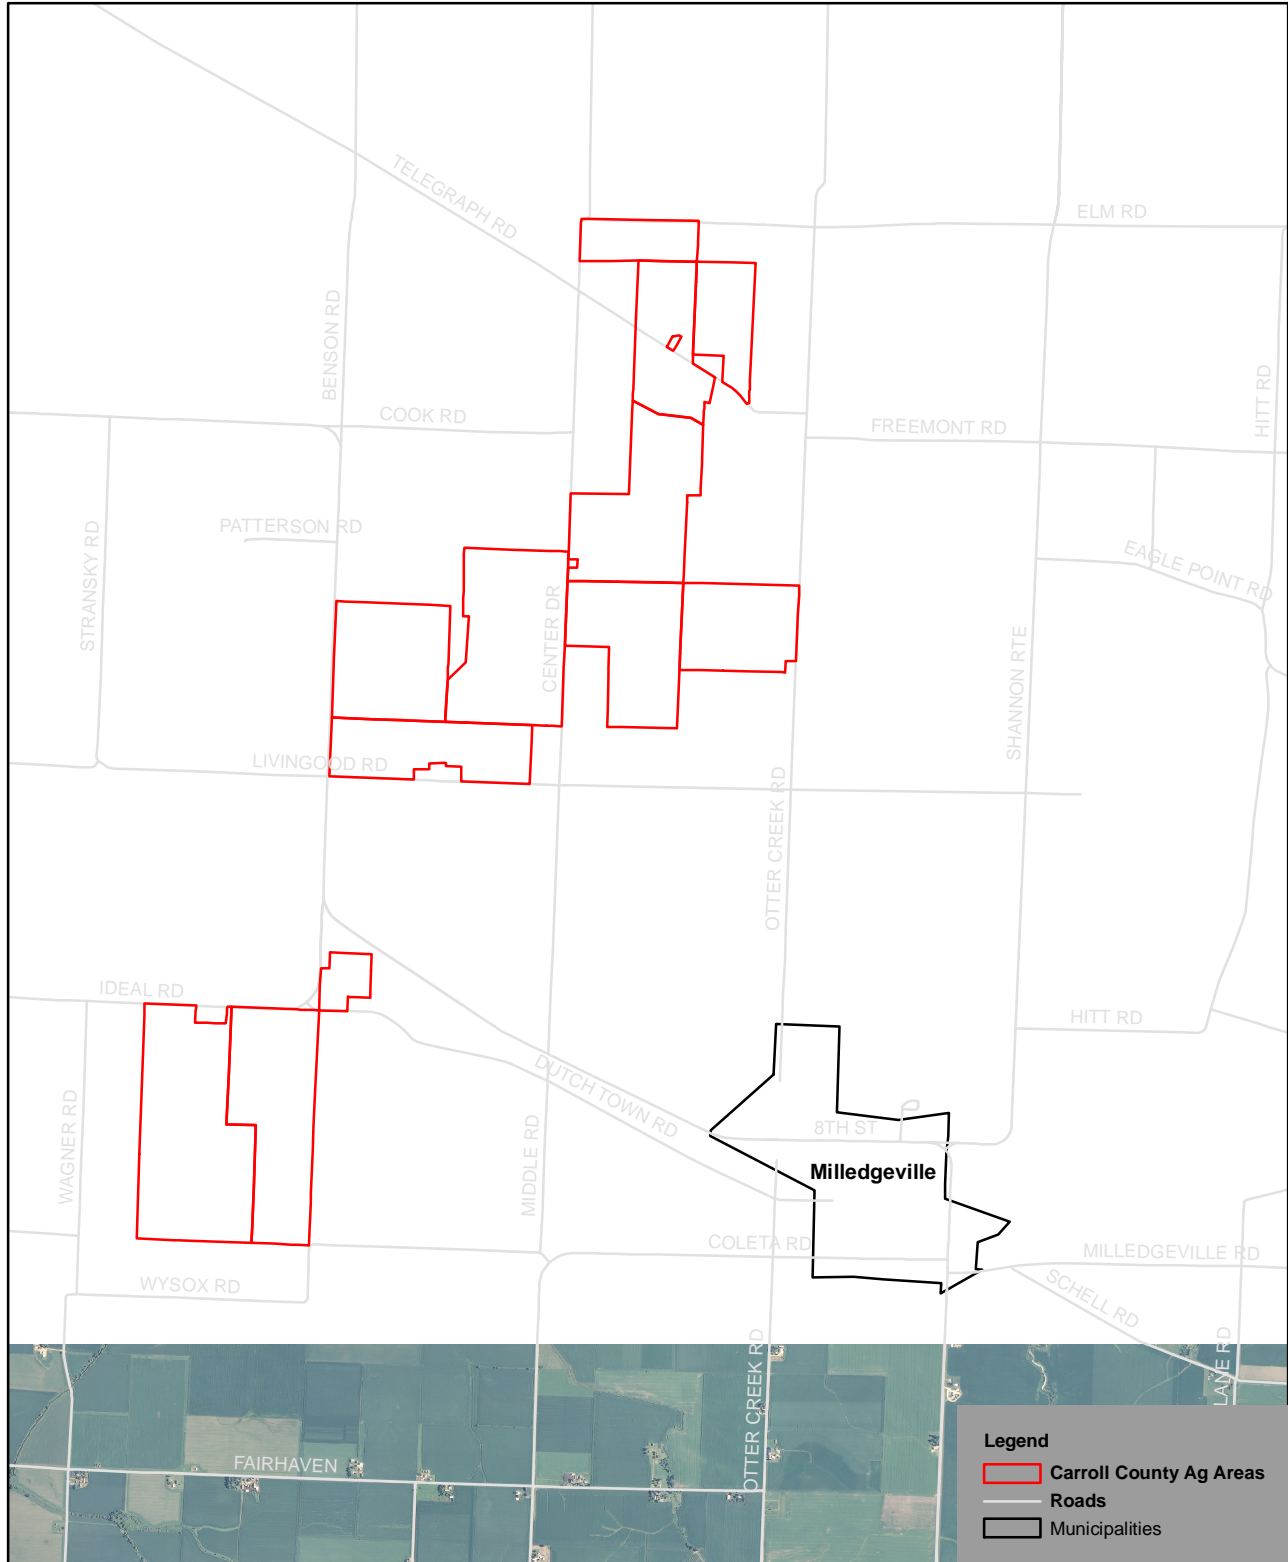 TELEGRAPH RD
ELM RD
BENSON RD
HITT RD
COOK RD
FREEMONT RD
PATTERSON RD
STRANSKY RD
EAGLE POINT RD
CENTER DR
SHANNON RTE
LIVINGOOD RD
OTTER CREEK RD
IDEAL RD
HITT RD
DUTCH TOWN RD
WAGNER RD
MIDDLE RD
8TH ST
Milledgeville
COLETA RD
MILLEDGEVILLE RD
WYSOX RD
SCHELL RD
OTTER CREEK RD
LANE RD
FAIRHAVEN
Legend
Carroll County Ag Areas
Roads
Municipalities